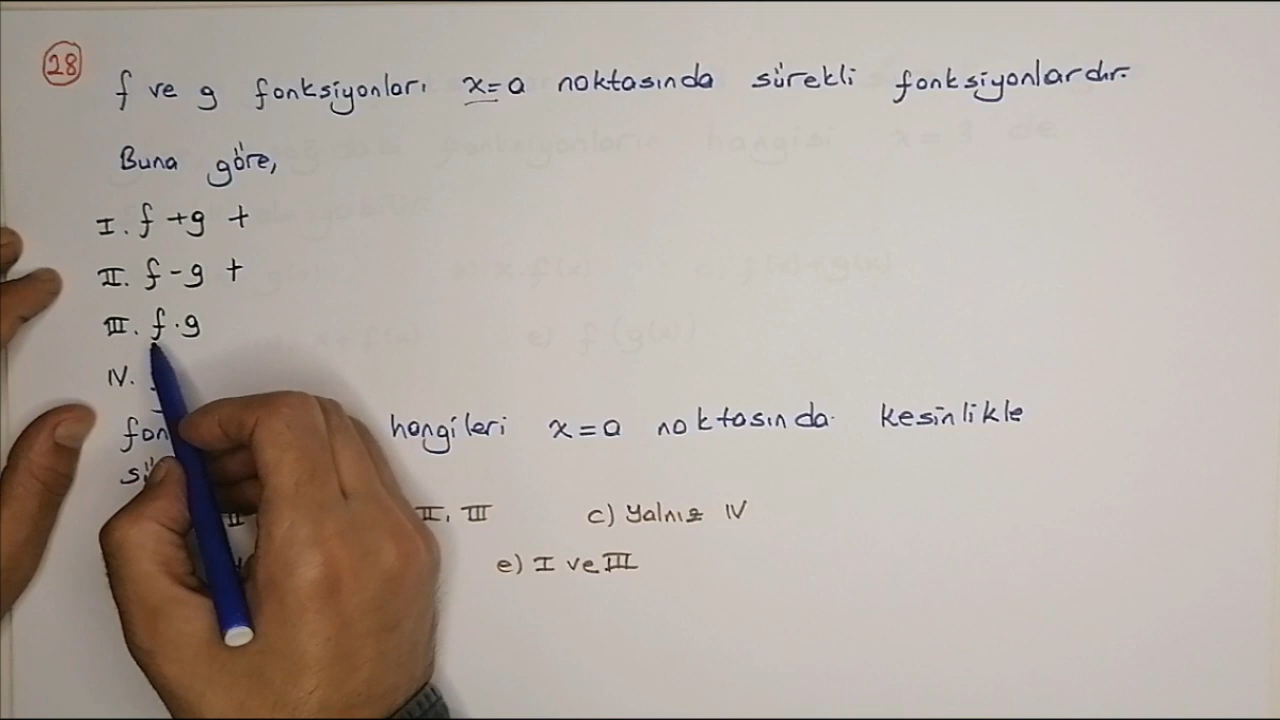 28
f ve g fonksiyonları x=a noktasında sürekli fonksiyonlardır.
Buna göre,
I. f+g +
II. f-g +
III. f.g
IV.
hangileri x=a noktasında kesinlikle
II, III c) Yalnız IV
e) I ve III